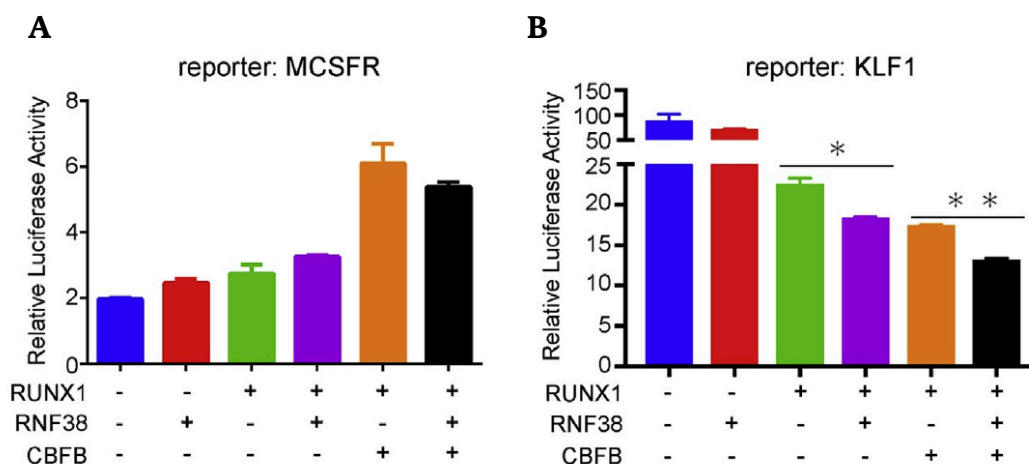 A
reporter: MCSFR
Relative Luciferase Activity
8
6
4
2
0
RUNX1 - - + + + +
RNF38 - + - + - +
CBFB - - - - + +
B
reporter: KLF1
Relative Luciferase Activity
150
100
50
25
20
15
10
5
0
*
* *
RUNX1 - - + + + +
RNF38 - + - + - +
CBFB - - - - + +